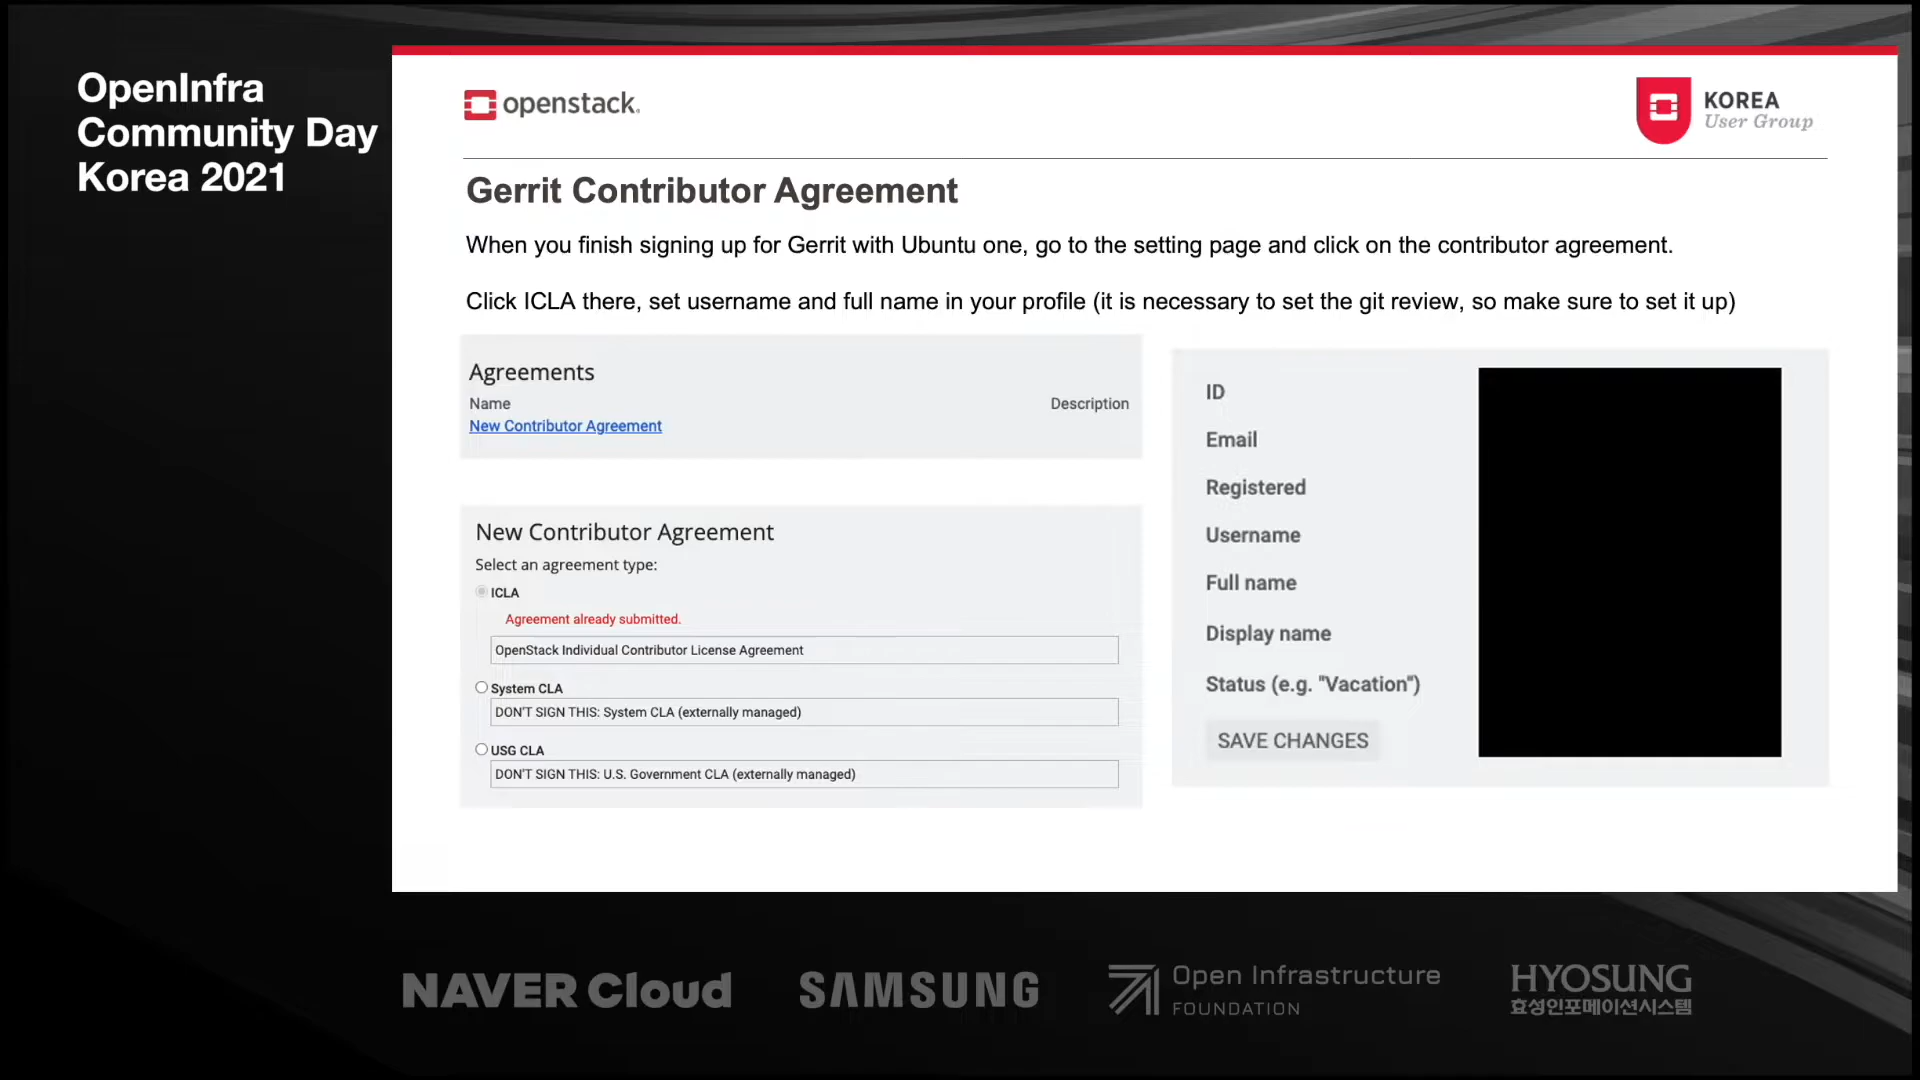 OpenInfra
Community Day
Korea 2021
openstack.
KOREA
User Group
Gerrit Contributor Agreement
When you finish signing up for Gerrit with Ubuntu one, go to the setting page and click on the contributor agreement.
Click ICLA there, set username and full name in your profile (it is necessary to set the git review, so make sure to set it up)
Agreements
Name Description
New Contributor Agreement
New Contributor Agreement
Select an agreement type:
ICLA
Agreement already submitted.
OpenStack Individual Contributor License Agreement
System CLA
DON'T SIGN THIS: System CLA (externally managed)
USG CLA
DON'T SIGN THIS: U.S. Government CLA (externally managed)
ID
Email
Registered
Username
Full name
Display name
Status (e.g. "Vacation")
SAVE CHANGES
NAVER Cloud
SAMSUNG
Open Infrastructure
FOUNDATION
HYOSUNG
효성인포메이션시스템